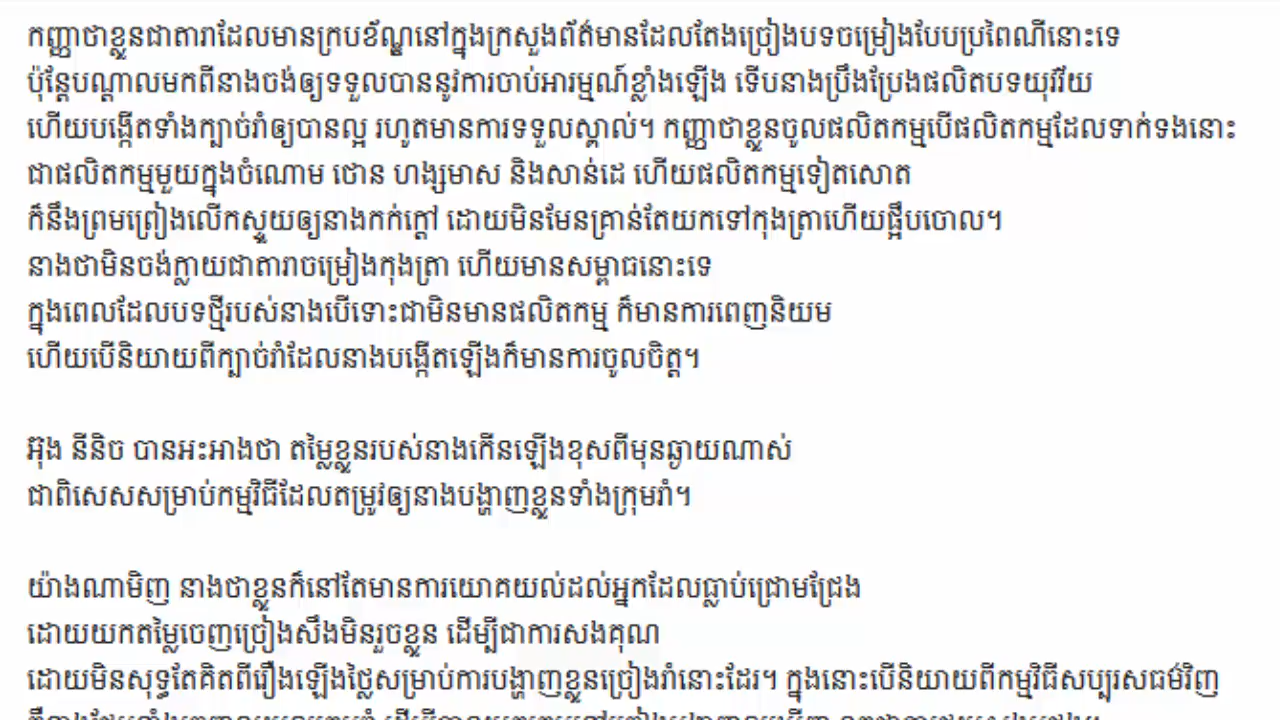 កញ្ញាថាខ្លួនជាតារាដែលមានក្របខ័ណ្ឌនៅក្នុងក្រសួងព័ត៌មានដែលតែងច្រៀងបទចម្រៀងបែបប្រពៃណីនោះទេ
ប៉ុន្តែបណ្ដាលមកពីនាងចង់ឲ្យទទួលបាននូវការចាប់អារម្មណ៍ខ្លាំងឡើង ទើបនាងប្រឹងប្រែងផលិតបទយុវវ័យ
ហើយបង្កើតទាំងក្បាច់រាំឲ្យបានល្អ រហូតមានការទទួលស្គាល់។ កញ្ញាថាខ្លួនចូលផលិតកម្មបើផលិតកម្មដែលទាក់ទងនោះ
ជាផលិតកម្មមួយក្នុងចំណោម ថោន ហង្សមាស និងសាន់ដេ ហើយផលិតកម្មទៀតសោត
ក៏នឹងព្រមព្រៀងលើកស្ទួយឲ្យនាងកក់ក្ដៅ ដោយមិនមែនគ្រាន់តែយកទៅកុងត្រាហើយផ្អឹបចោល។
នាងថាមិនចង់ក្លាយជាតារាចម្រៀងកុងត្រា ហើយមានសម្ពាធនោះទេ
ក្នុងពេលដែលបទថ្មីរបស់នាងបើទោះជាមិនមានផលិតកម្ម ក៏មានការពេញនិយម
ហើយបើនិយាយពីក្បាច់រាំដែលនាងបង្កើតឡើងក៏មានការចូលចិត្ត។
អ៊ុង នីនិច បានអះអាងថា តម្លៃខ្លួនរបស់នាងកើនឡើងខុសពីមុនឆ្ងាយណាស់
ជាពិសេសសម្រាប់កម្មវិធីដែលតម្រូវឲ្យនាងបង្ហាញខ្លួនទាំងក្រុមរាំ។
យ៉ាងណាមិញ នាងថាខ្លួនក៏នៅតែមានការយោគយល់ដល់អ្នកដែលធ្លាប់ជ្រោមជ្រែង
ដោយយកតម្លៃចេញច្រៀងសឹងមិនរួចខ្លួន ដើម្បីជាការសងគុណ
ដោយមិនសុទ្ធតែគិតពីរឿងឡើងថ្លៃសម្រាប់ការបង្ហាញខ្លួនច្រៀងរាំនោះដែរ។ ក្នុងនោះបើនិយាយពីកម្មវិធីសប្បុរសធម៌វិញ